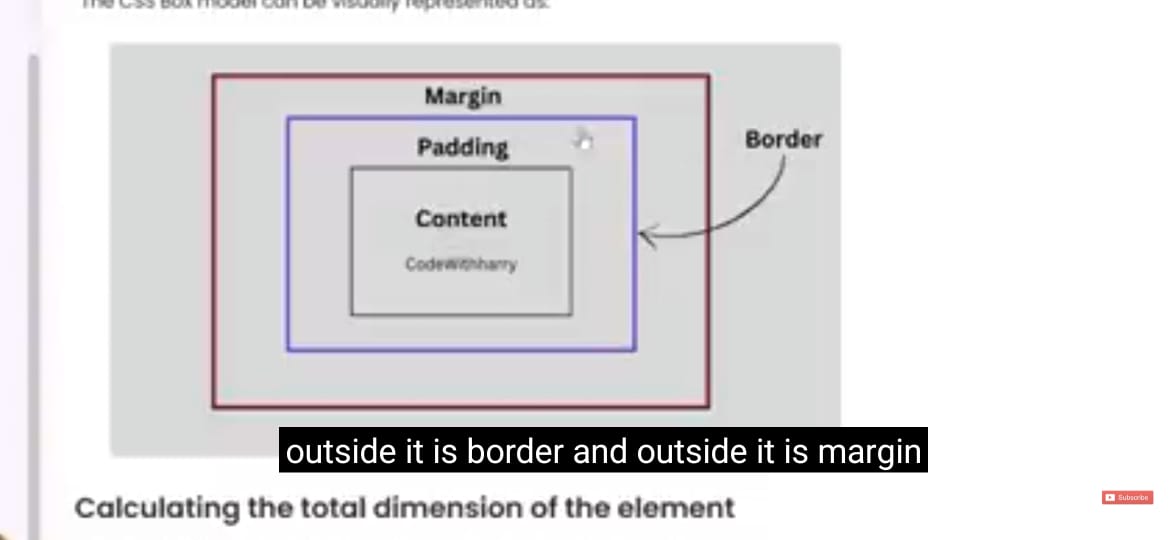 The CSS Box model can be visually represented as:
Margin
Padding
Border
Content
CodeWithharry
outside it is border and outside it is margin
Calculating the total dimension of the element
Subscribe